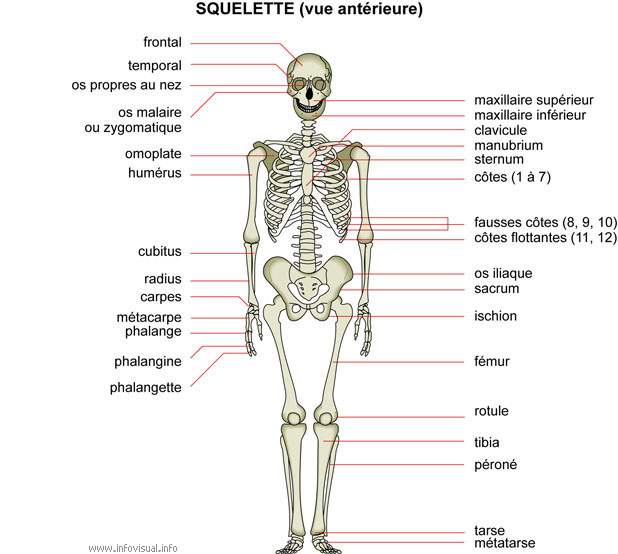 SQUELETTE (vue antérieure)
frontal
temporal
os propres au nez
os malaire
ou zygomatique
omoplate
humérus
cubitus
radius
carpes
métacarpe
phalange
phalangine
phalangette
maxillaire supérieur
maxillaire inférieur
clavicule
manubrium
sternum
côtes (1 à 7)
fausses côtes (8, 9, 10)
côtes flottantes (11, 12)
os iliaque
sacrum
ischion
fémur
rotule
tibia
péroné
tarse
métatarse
www.infovisual.info